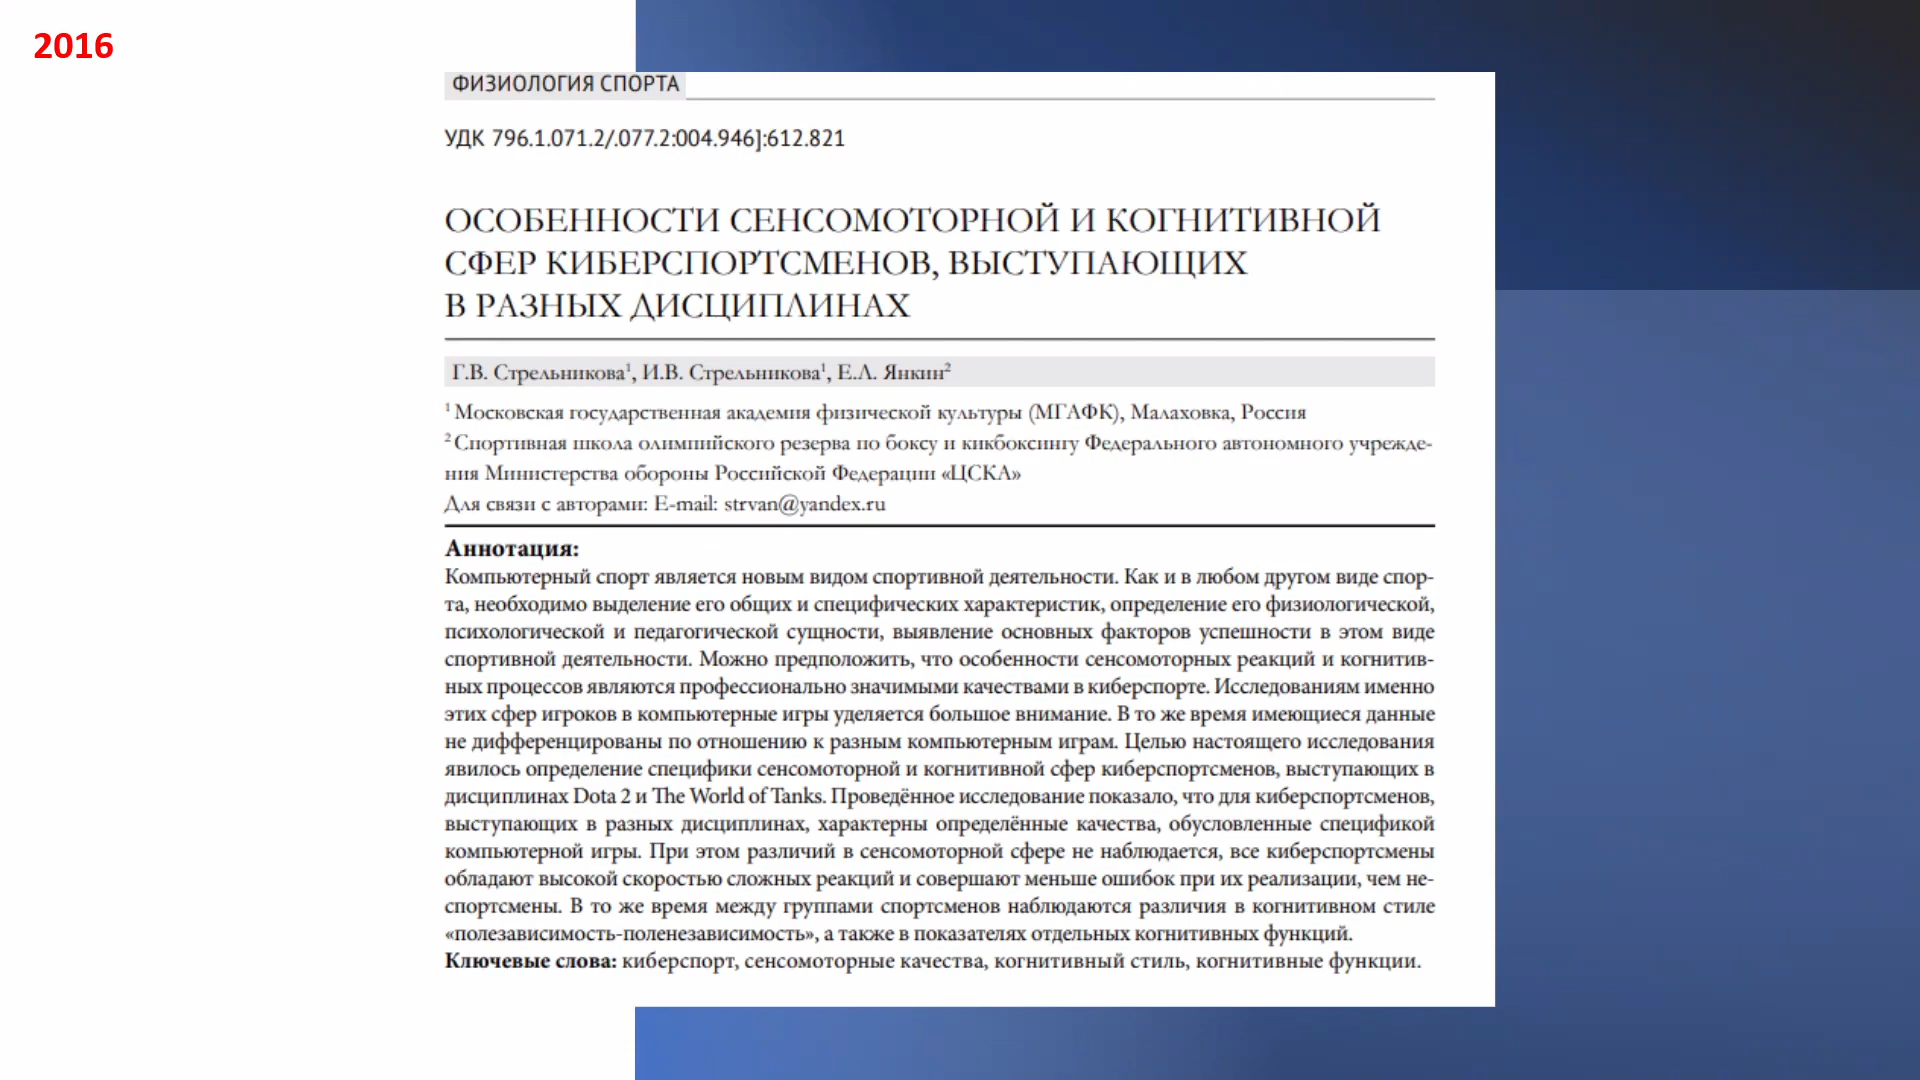 2016
ФИЗИОЛОГИЯ СПОРТА
УДК 796.1.071.2/.077.2:004.946]:612.821
ОСОБЕННОСТИ СЕНСОМОТОРНОЙ И КОГНИТИВНОЙ
СФЕР КИБЕРСПОРТСМЕНОВ, ВЫСТУПАЮЩИХ
В РАЗНЫХ ДИСЦИПЛИНАХ
Г.В. Стрельникова¹, И.В. Стрельникова¹, Е.Л. Янкин²
¹ Московская государственная академия физической культуры (МГАФК), Малаховка, Россия
² Спортивная школа олимпийского резерва по боксу и кикбоксингу Федерального автономного учрежде-
ния Министерства обороны Российской Федерации «ЦСКА»
Для связи с авторами: E-mail: strvan@yandex.ru
Аннотация:
Компьютерный спорт является новым видом спортивной деятельности. Как и в любом другом виде спор-
та, необходимо выделение его общих и специфических характеристик, определение его физиологической,
психологической и педагогической сущности, выявление основных факторов успешности в этом виде
спортивной деятельности. Можно предположить, что особенности сенсомоторных реакций и когнитив-
ных процессов являются профессионально значимыми качествами в киберспорте. Исследованиям именно
этих сфер игроков в компьютерные игры уделяется большое внимание. В то же время имеющиеся данные
не дифференцированы по отношению к разным компьютерным играм. Целью настоящего исследования
явилось определение специфики сенсомоторной и когнитивной сфер киберспортсменов, выступающих в
дисциплинах Dota 2 и The World of Tanks. Проведённое исследование показало, что для киберспортсменов,
выступающих в разных дисциплинах, характерны определённые качества, обусловленные спецификой
компьютерной игры. При этом различий в сенсомоторной сфере не наблюдается, все киберспортсмены
обладают высокой скоростью сложных реакций и совершают меньше ошибок при их реализации, чем не-
спортсмены. В то же время между группами спортсменов наблюдаются различия в когнитивном стиле
«полезависимость-поленезависимость», а также в показателях отдельных когнитивных функций.
Ключевые слова: киберспорт, сенсомоторные качества, когнитивный стиль, когнитивные функции.